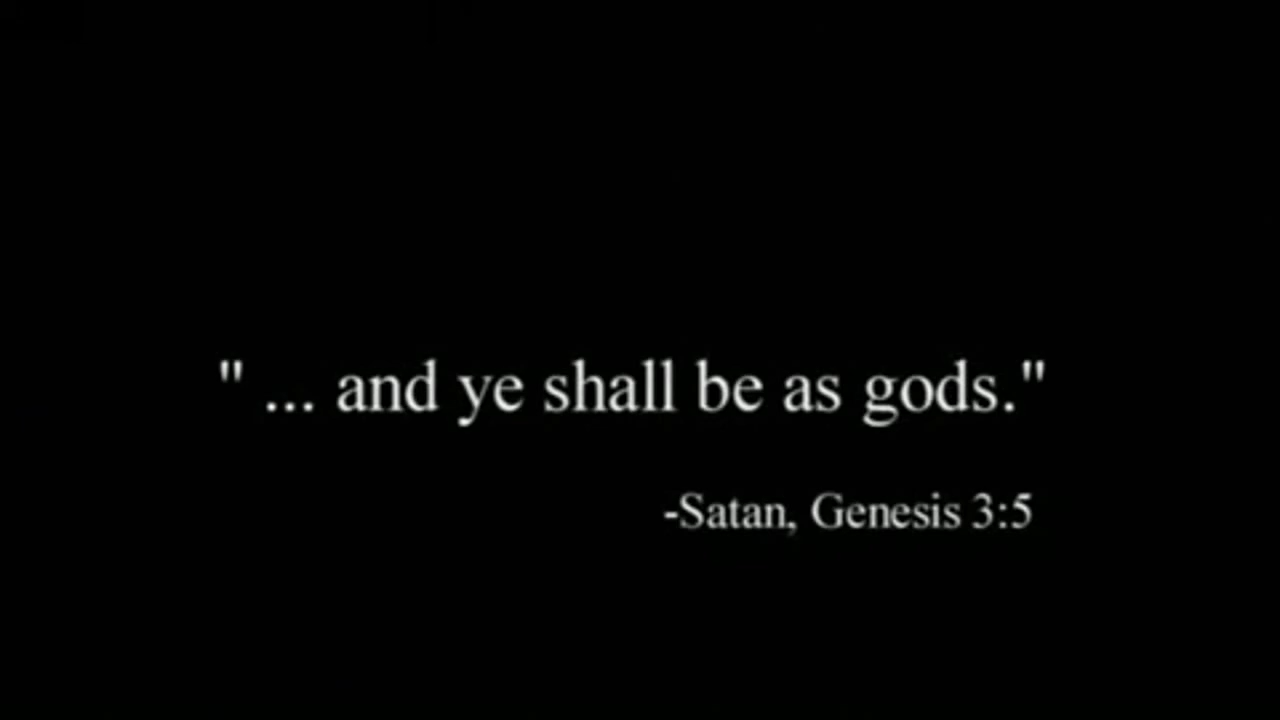 " ... and ye shall be as gods."
-Satan, Genesis 3:5